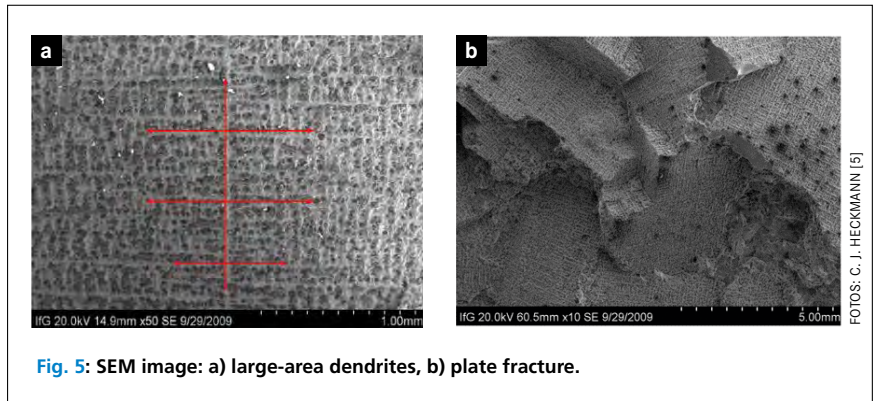 a
b
IfG 20.0kV 14.9mm x50 SE 9/29/2009 1.00mm
IfG 20.0kV 60.5mm x10 SE 9/29/2009 5.00mm
FOTOS: C. J. HECKMANN [5]
Fig. 5: SEM image: a) large-area dendrites, b) plate fracture.